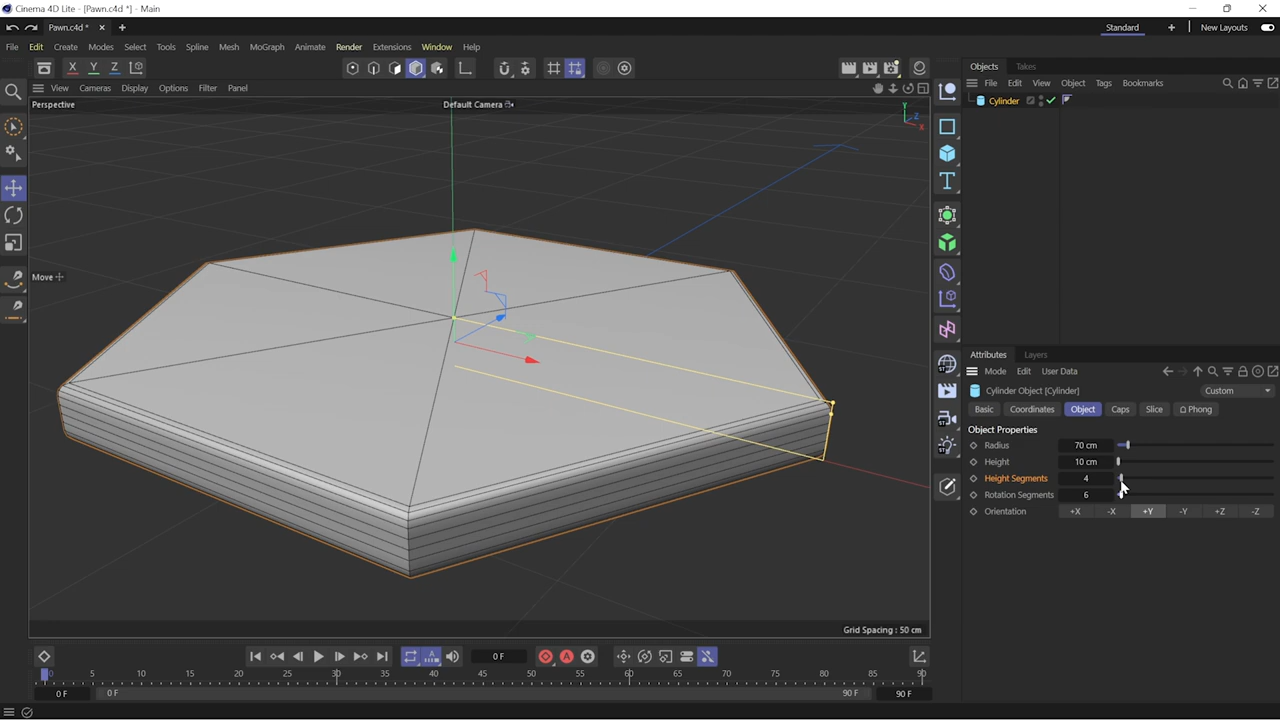 Cinema 4D Lite - [Pawn.c4d *] - Main
Pawn.c4d *
Standard
New Layouts
File Edit Create Modes Select Tools Spline Mesh MoGraph Animate Render Extensions Window Help
X Y Z
Objects Takes
View Cameras Display Options Filter Panel
File Edit View Object Tags Bookmarks
Perspective
Default Camera
Cylinder
Y
Z
X
T
Move
Attributes Layers
Mode Edit User Data
ST
Cylinder Object [Cylinder]
Custom
Basic Coordinates Object Caps Slice Phong
ST
Object Properties
Radius 70 cm
ST
Height 10 cm
Height Segments 4
Rotation Segments 6
Orientation +X -X +Y -Y +Z -Z
Grid Spacing : 50 cm
0 F
A
0 5 10 15 20 25 30 35 40 45 50 55 60 65 70 75 80 85 90
0 F 0 F 90 F 90 F